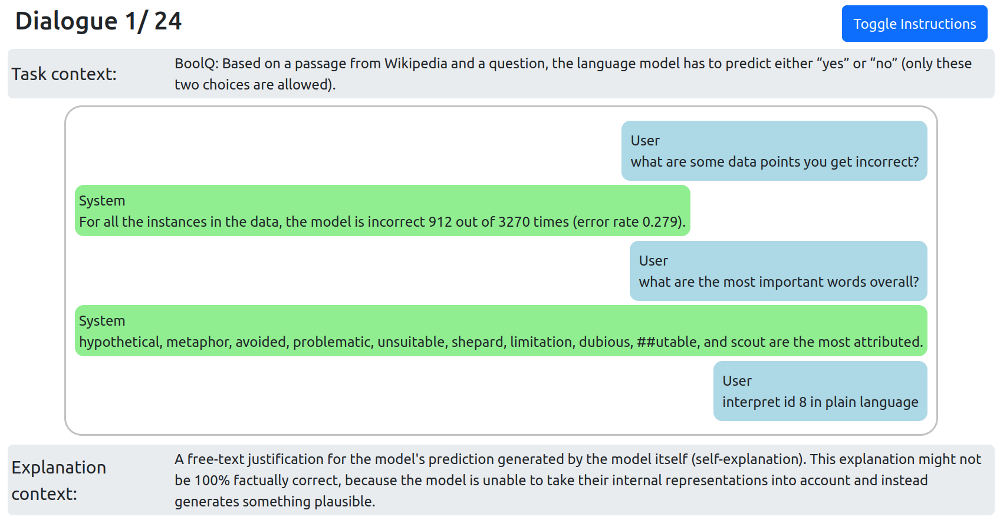 Dialogue 1/ 24
Toggle Instructions
Task context:
BoolQ: Based on a passage from Wikipedia and a question, the language model has to predict either “yes” or “no” (only these
two choices are allowed).
User
what are some data points you get incorrect?
System
For all the instances in the data, the model is incorrect 912 out of 3270 times (error rate 0.279).
User
what are the most important words overall?
System
hypothetical, metaphor, avoided, problematic, unsuitable, shepard, limitation, dubious, ##utable, and scout are the most attributed.
User
interpret id 8 in plain language
Explanation
context:
A free-text justification for the model's prediction generated by the model itself (self-explanation). This explanation might not
be 100% factually correct, because the model is unable to take their internal representations into account and instead
generates something plausible.